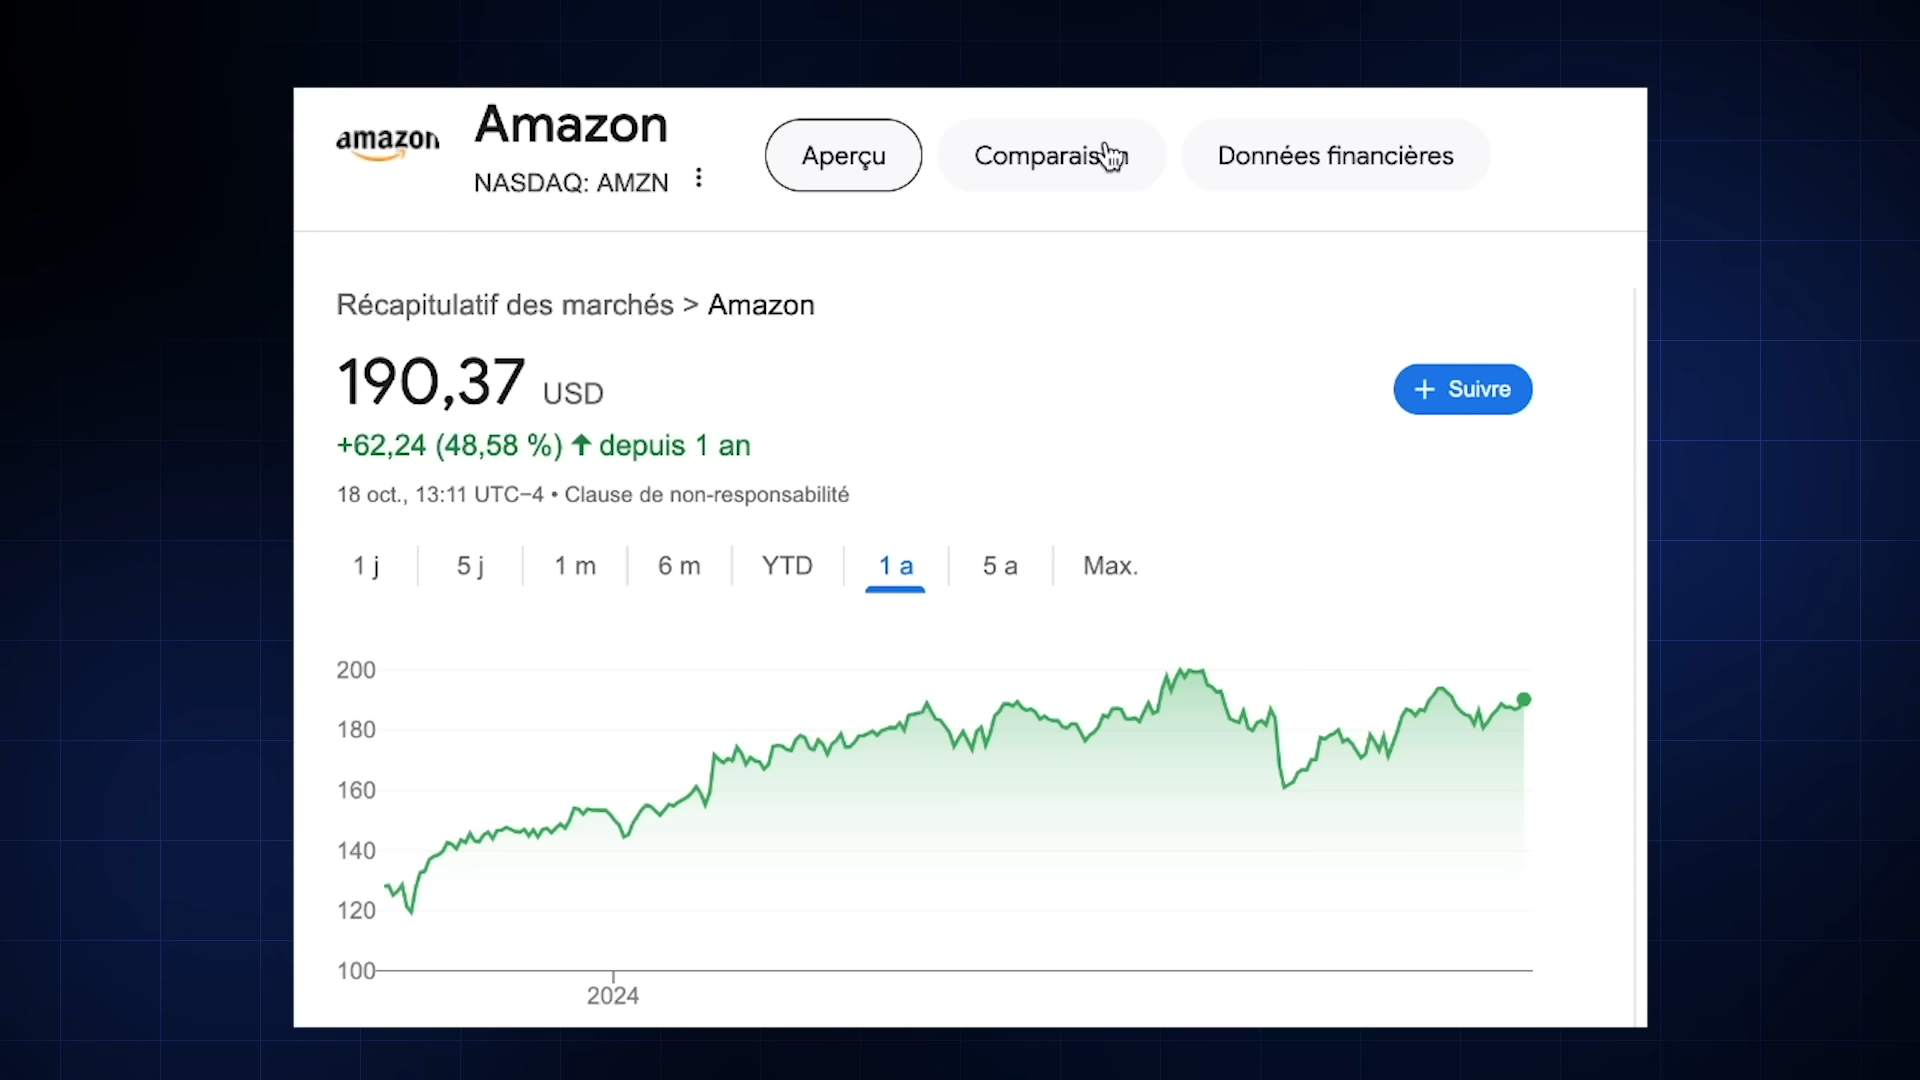 amazon
Amazon
NASDAQ: AMZN
Aperçu
Comparaison
Données financières
Récapitulatif des marchés > Amazon
190,37 USD
+ Suivre
+62,24 (48,58 %) ↑ depuis 1 an
18 oct., 13:11 UTC−4 • Clause de non-responsabilité
1 j 5 j 1 m 6 m YTD 1 a 5 a Max.
200
180
160
140
120
100
2024